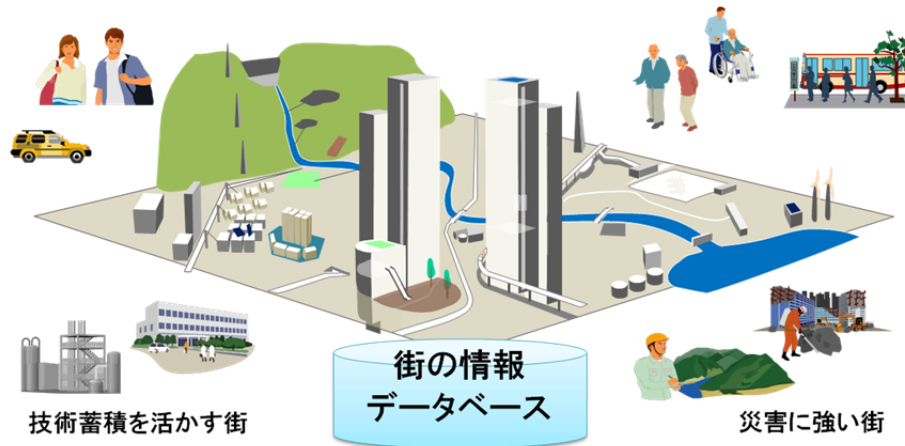 街の情報
データベース
技術蓄積を活かす街
災害に強い街